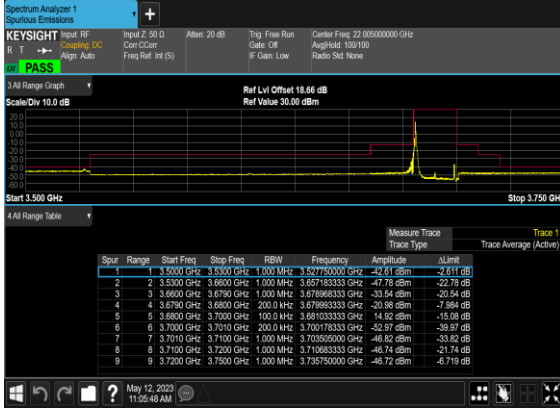 Spectrum Analyzer 1
Spurious Emissions
+
KEYSIGHT Input: RF Input Z: 50 Ω Atten: 20 dB Trig: Free Run Center Freq: 22.005000000 GHz
R T Coupling: DC Corr CCorr Gate: Off Avg|Hold: 100/100
Align: Auto Freq Ref: Int (S) IF Gain: Low Radio Std: None
PASS
3 All Range Graph
Ref Lvl Offset 18.66 dB
Scale/Div 10.0 dB Ref Value 30.00 dBm
20.0
10.0
0.00
-10.0
-20.0
-30.0
-40.0
-50.0
-60.0
Start 3.500 GHz Stop 3.750 GHz
4 All Range Table
Measure Trace Trace 1
Trace Type Trace Average (Active)
Spur Range Start Freq Stop Freq RBW Frequency Amplitude ΔLimit
1 1 3.5000 GHz 3.5300 GHz 1.000 MHz 3.527750000 GHz -42.61 dBm -2.611 dB
2 2 3.5300 GHz 3.6600 GHz 1.000 MHz 3.657183333 GHz -47.78 dBm -22.78 dB
3 3 3.6600 GHz 3.6790 GHz 1.000 MHz 3.678968333 GHz -33.54 dBm -20.54 dB
4 4 3.6790 GHz 3.6800 GHz 200.0 kHz 3.679993333 GHz -20.98 dBm -7.984 dB
5 5 3.6800 GHz 3.7000 GHz 100.0 kHz 3.681033333 GHz 14.92 dBm -15.08 dB
6 6 3.7000 GHz 3.7010 GHz 200.0 kHz 3.700178333 GHz -52.97 dBm -39.97 dB
7 7 3.7010 GHz 3.7100 GHz 1.000 MHz 3.703505000 GHz -46.82 dBm -33.82 dB
8 8 3.7100 GHz 3.7200 GHz 1.000 MHz 3.710683333 GHz -46.74 dBm -21.74 dB
9 9 3.7200 GHz 3.7500 GHz 1.000 MHz 3.735750000 GHz -46.72 dBm -6.719 dB
? May 12, 2023
11:05:48 AM